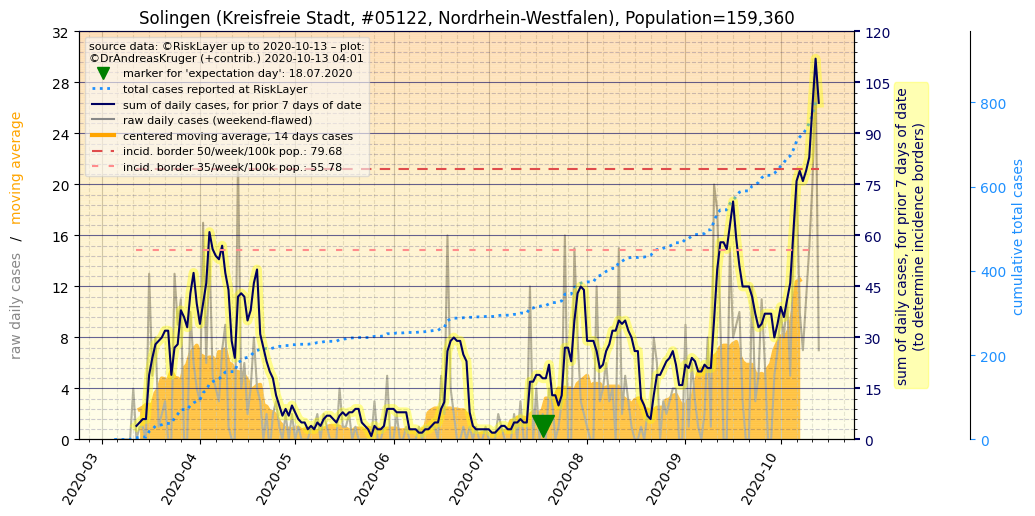 Solingen (Kreisfreie Stadt, #05122, Nordrhein-Westfalen), Population=159,360
source data: ©RiskLayer up to 2020-10-13 – plot:
©DrAndreasKruger (+contrib.) 2020-10-13 04:01
marker for 'expectation day': 18.07.2020
total cases reported at RiskLayer
sum of daily cases, for prior 7 days of date
raw daily cases (weekend-flawed)
centered moving average, 14 days cases
incid. border 50/week/100k pop.: 79.68
incid. border 35/week/100k pop.: 55.78
raw daily cases / moving average
32
28
24
20
16
12
8
4
0
120
105
90
75
60
45
30
15
0
sum of daily cases, for prior 7 days of date
(to determine incidence borders)
800
600
400
200
0
cumulative total cases
2020-03
2020-04
2020-05
2020-06
2020-07
2020-08
2020-09
2020-10